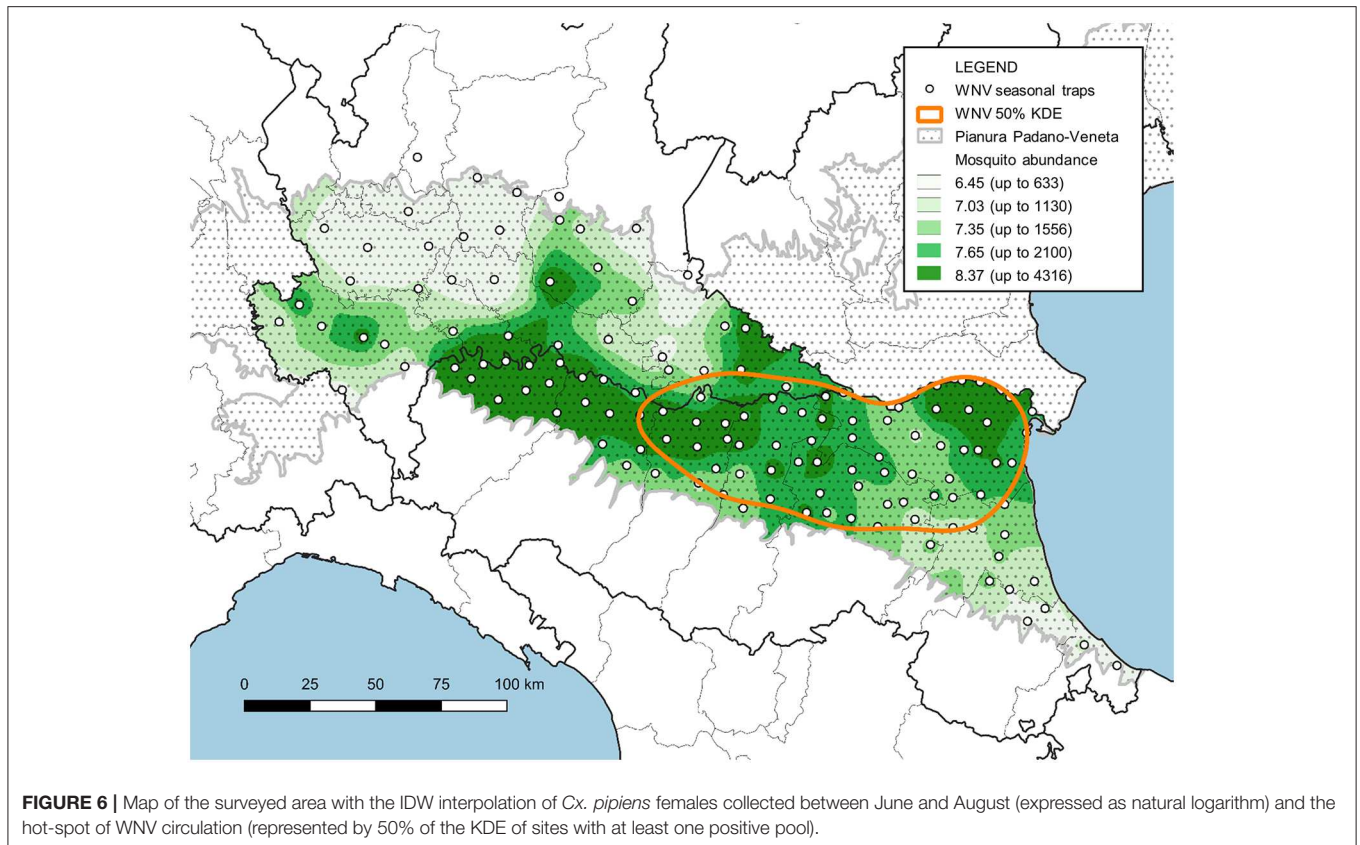 LEGEND
WNV seasonal traps
WNV 50% KDE
Pianura Padano-Veneta
Mosquito abundance
6.45 (up to 633)
7.03 (up to 1130)
7.35 (up to 1556)
7.65 (up to 2100)
8.37 (up to 4316)
0 25 50 75 100 km
FIGURE 6 | Map of the surveyed area with the IDW interpolation of Cx. pipiens females collected between June and August (expressed as natural logarithm) and the
hot-spot of WNV circulation (represented by 50% of the KDE of sites with at least one positive pool).